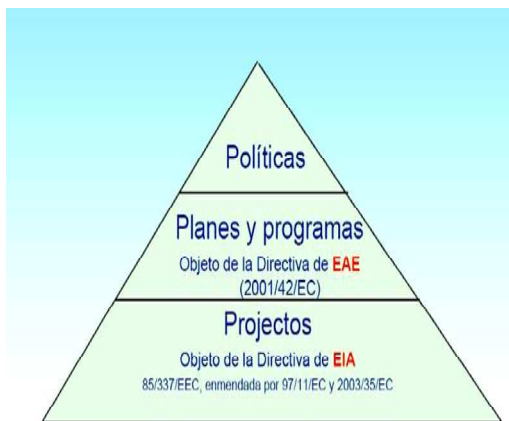 Políticas
Planes y programas
Objeto de la Directiva de EAE
(2001/42/EC)
Projectos
Objeto de la Directiva de EIA
85/337/EEC, enmendada por 97/11/EC y 2003/35/EC